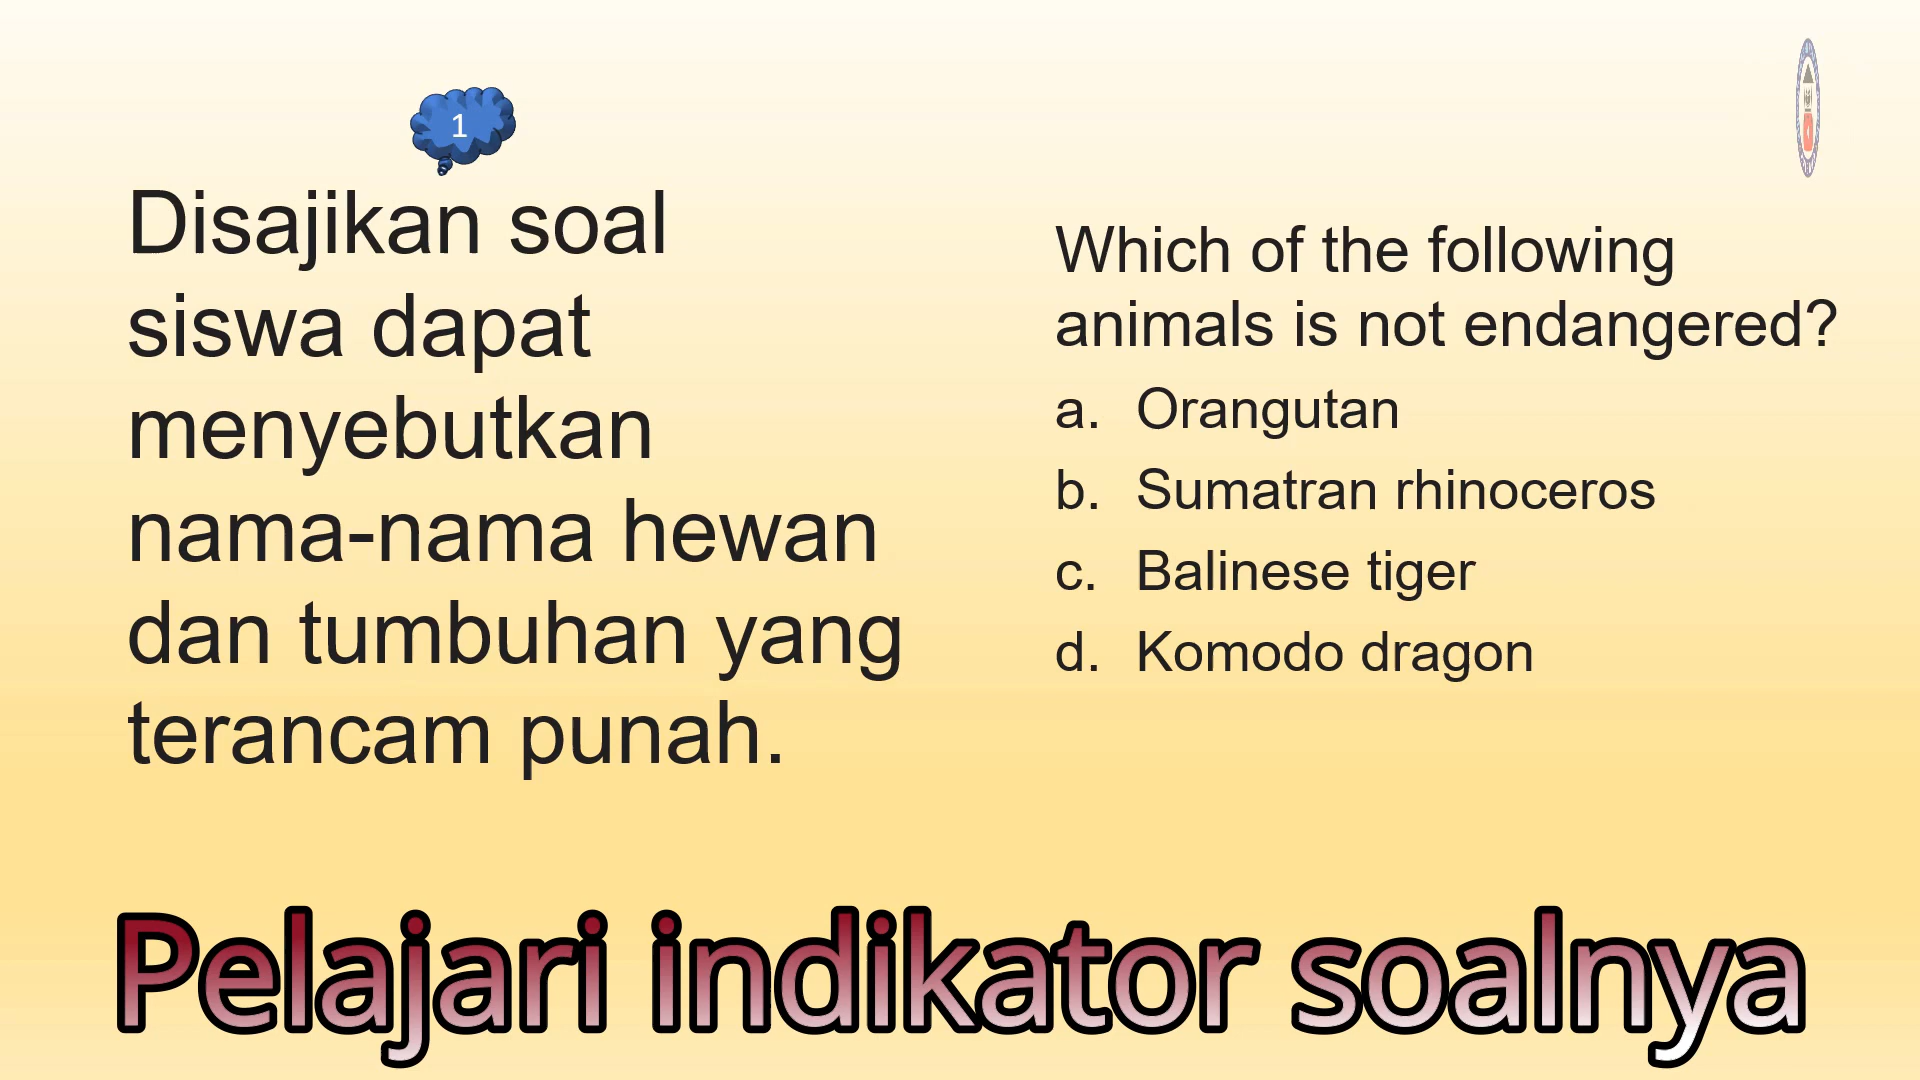 1
Disajikan soal
siswa dapat
menyebutkan
nama-nama hewan
dan tumbuhan yang
terancam punah.
Which of the following
animals is not endangered?
a. Orangutan
b. Sumatran rhinoceros
c. Balinese tiger
d. Komodo dragon
Pelajari indikator soalnya